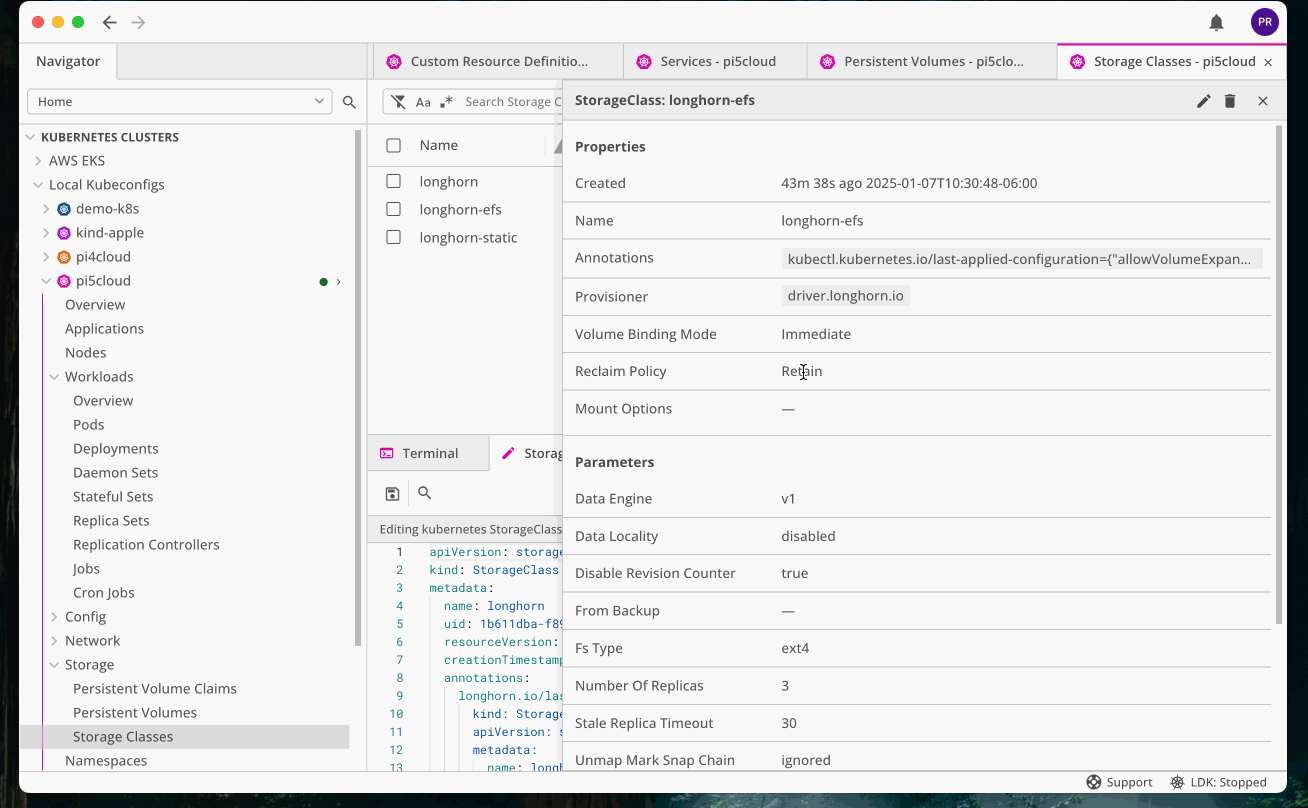 PR
Navigator
Custom Resource Definitio...
Services - pi5cloud
Persistent Volumes - pi5clo...
Storage Classes - pi5cloud
Home
Aa
.*
Search Storage C
StorageClass: longhorn-efs
KUBERNETES CLUSTERS
AWS EKS
Local Kubeconfigs
demo-k8s
kind-apple
pi4cloud
pi5cloud
Overview
Applications
Nodes
Workloads
Overview
Pods
Deployments
Daemon Sets
Stateful Sets
Replica Sets
Replication Controllers
Jobs
Cron Jobs
Config
Network
Storage
Persistent Volume Claims
Persistent Volumes
Storage Classes
Namespaces
Name
longhorn
longhorn-efs
longhorn-static
Terminal
Storag
Editing kubernetes StorageClass
1 apiVersion: storage
2 kind: StorageClass
3 metadata:
4 name: longhorn
5 uid: 1b611dba-f89
6 resourceVersion:
7 creationTimestamp
8 annotations:
9 longhorn.io/las
10 kind: Storage
11 apiVersion: s
12 metadata:
13 name: longh
Properties
Created 43m 38s ago 2025-01-07T10:30:48-06:00
Name longhorn-efs
Annotations kubectl.kubernetes.io/last-applied-configuration={"allowVolumeExpan...
Provisioner driver.longhorn.io
Volume Binding Mode Immediate
Reclaim Policy Retain
Mount Options —
Parameters
Data Engine v1
Data Locality disabled
Disable Revision Counter true
From Backup —
Fs Type ext4
Number Of Replicas 3
Stale Replica Timeout 30
Unmap Mark Snap Chain ignored
Support
LDK: Stopped